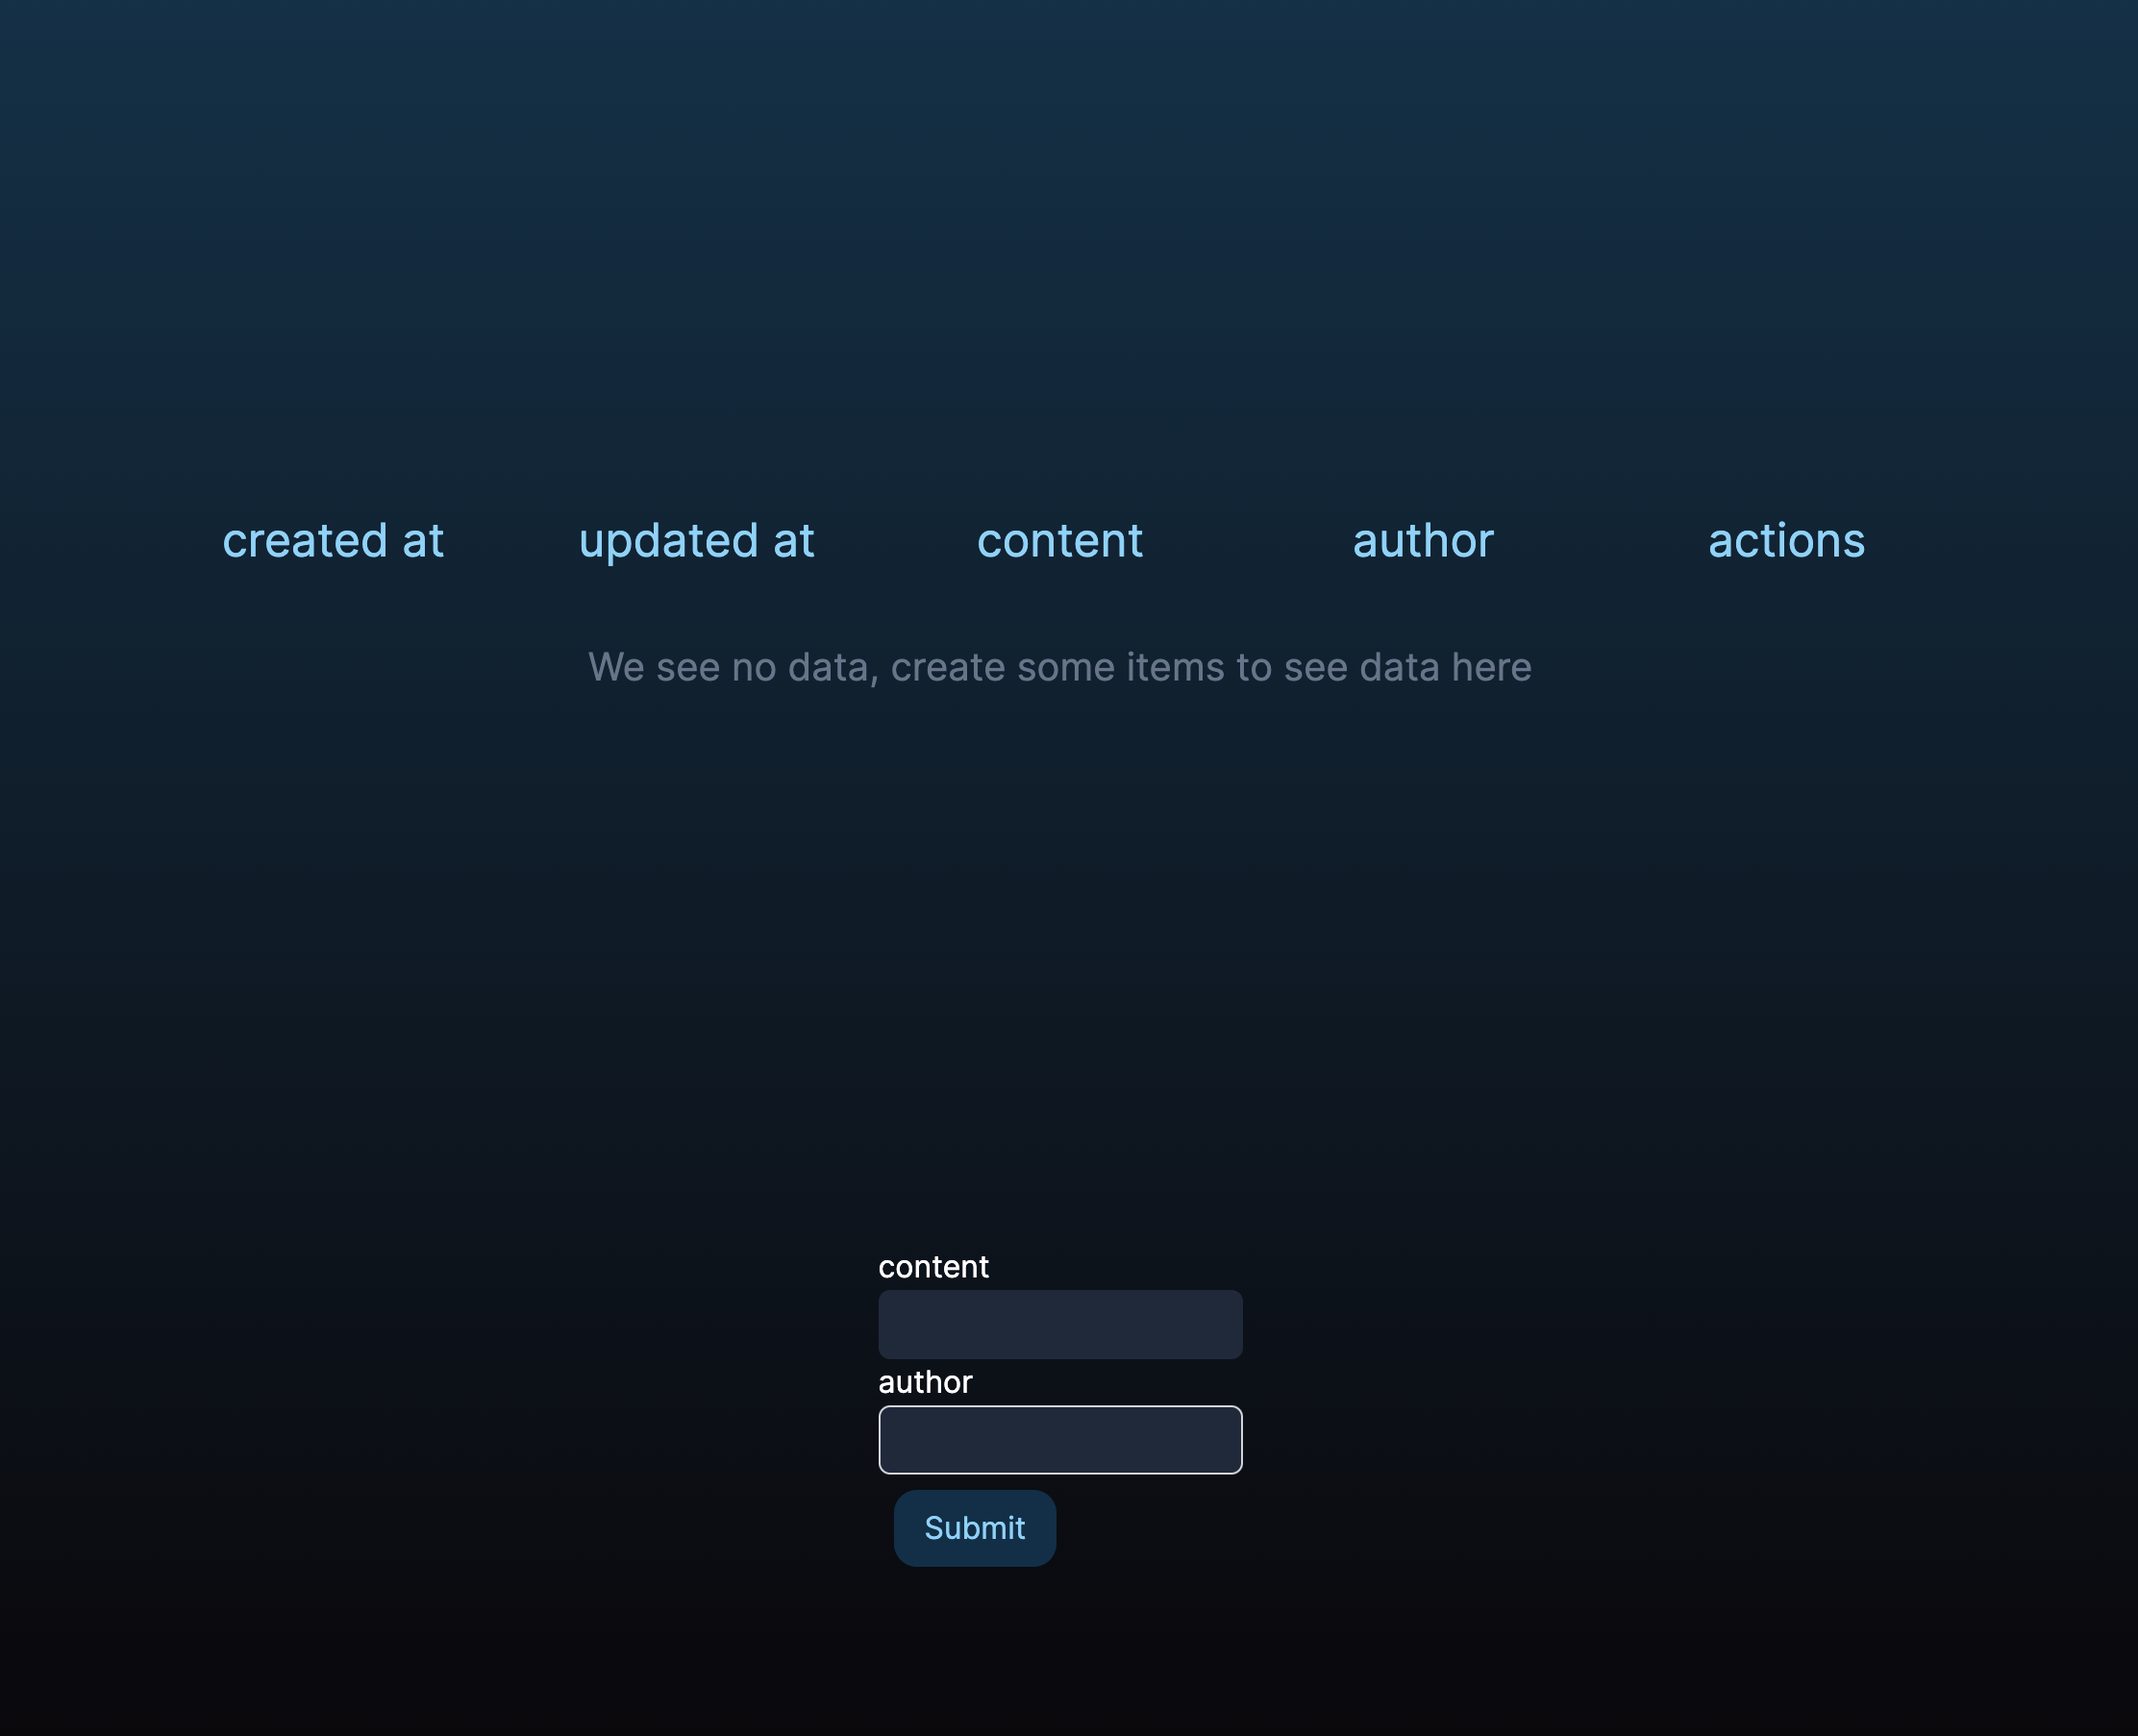 created at updated at content author actions
We see no data, create some items to see data here
content
author
Submit